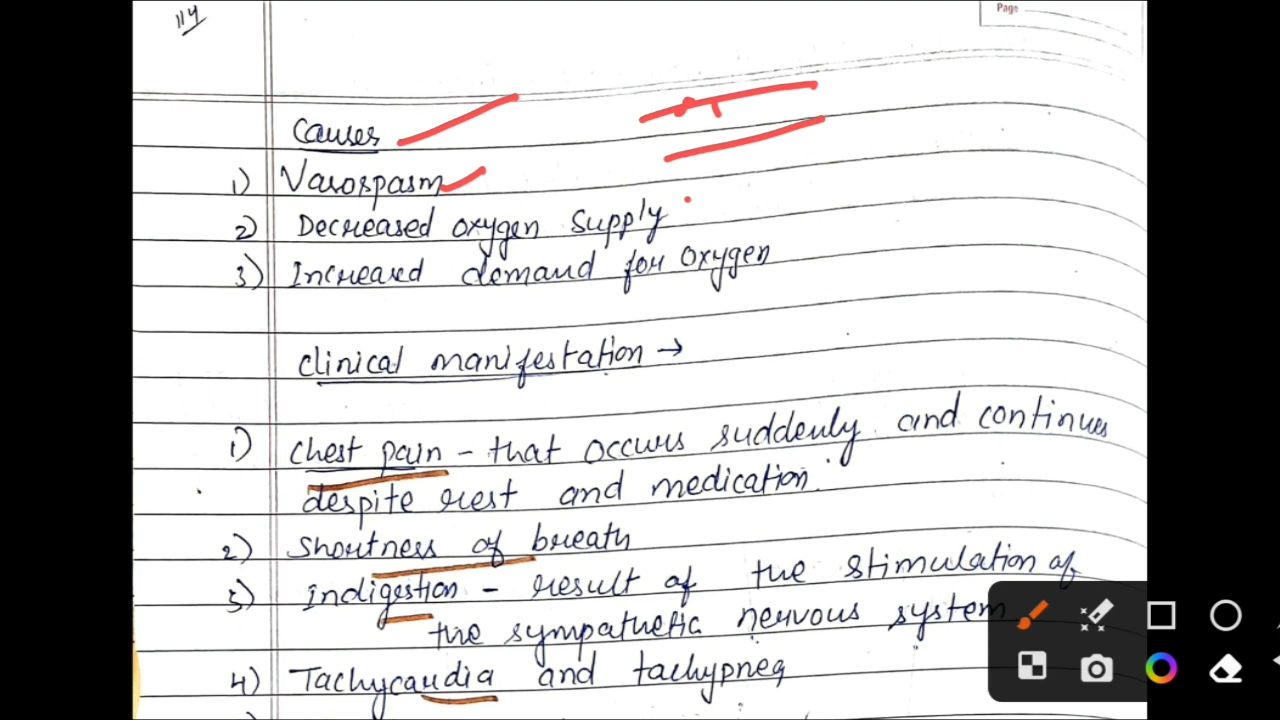 114
Page
Causes
1) Vasospasm
2) Decreased oxygen supply
3) Increased demand for oxygen
Clinical manifestation →
1) Chest pain - that occurs suddenly and continues
despite rest and medication.
2) Shortness of breath
3) Indigestion - result of the stimulation of
the sympathetic nervous system
4) Tachycardia and tachypnea